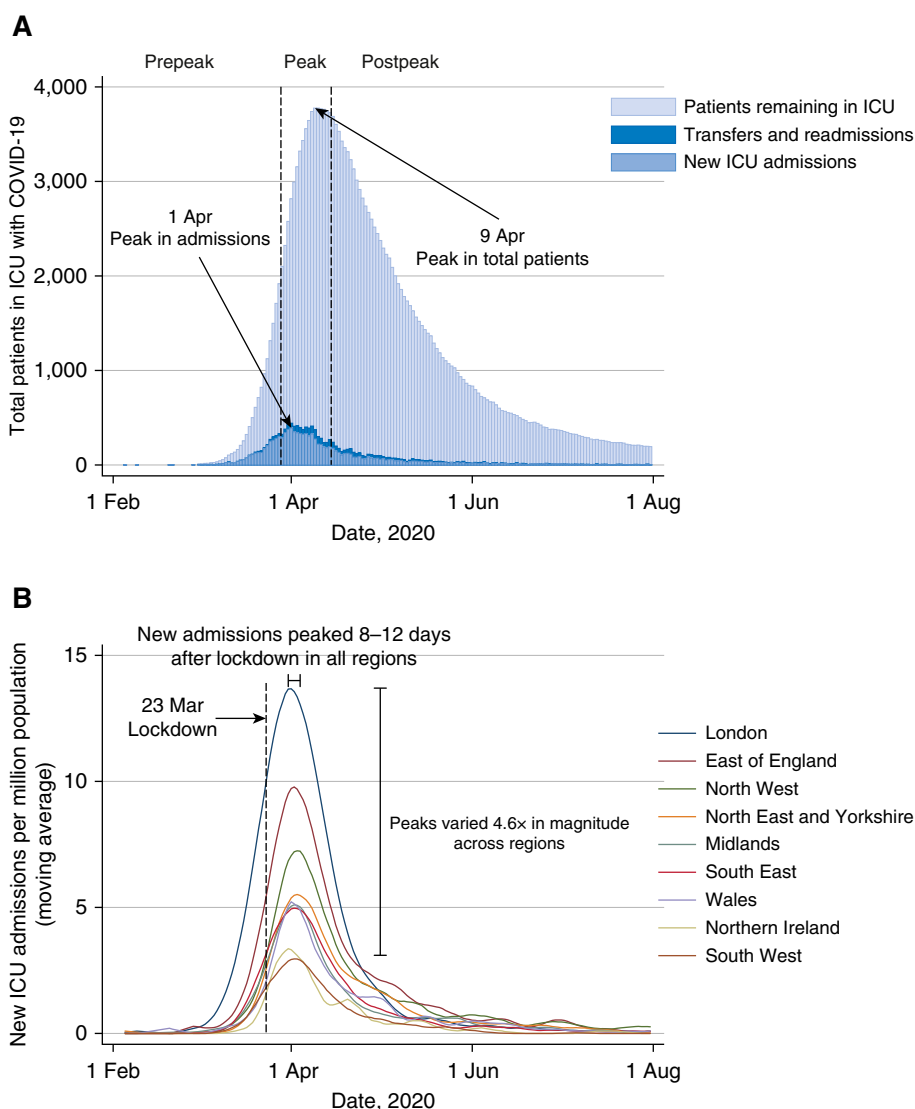 A
Prepeak Peak Postpeak
Total patients in ICU with COVID-19
4,000
3,000
2,000
1,000
0
1 Apr
Peak in admissions
9 Apr
Peak in total patients
Patients remaining in ICU
Transfers and readmissions
New ICU admissions
1 Feb 1 Apr 1 Jun 1 Aug
Date, 2020
B
New ICU admissions per million population
(moving average)
15
10
5
0
New admissions peaked 8–12 days
after lockdown in all regions
23 Mar
Lockdown
Peaks varied 4.6× in magnitude
across regions
London
East of England
North West
North East and Yorkshire
Midlands
South East
Wales
Northern Ireland
South West
1 Feb 1 Apr 1 Jun 1 Aug
Date, 2020